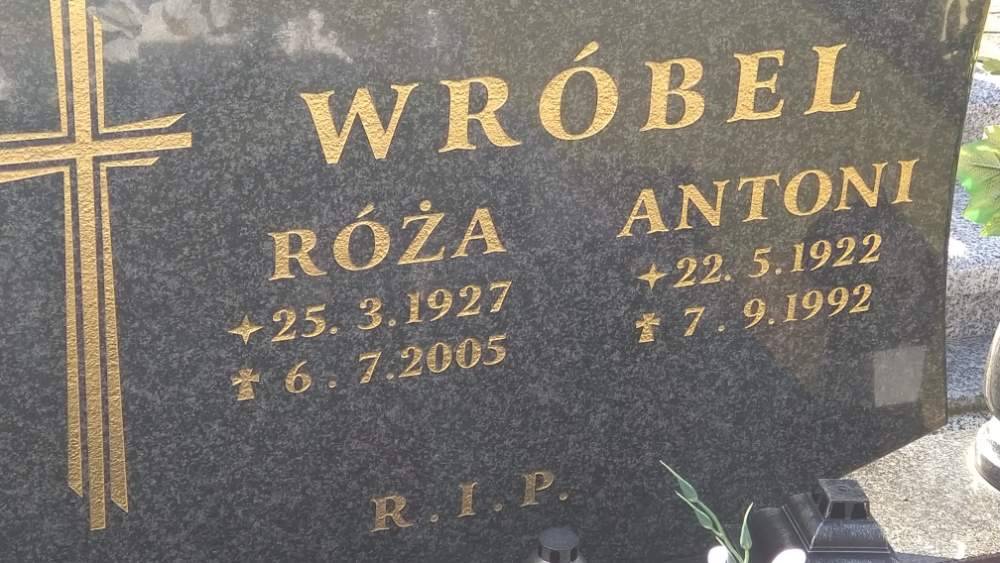 WRÓBEL
RÓŻA
25. 3. 1927
6. 7. 2005
ANTONI
22. 5. 1922
7. 9. 1992
R. I. P.